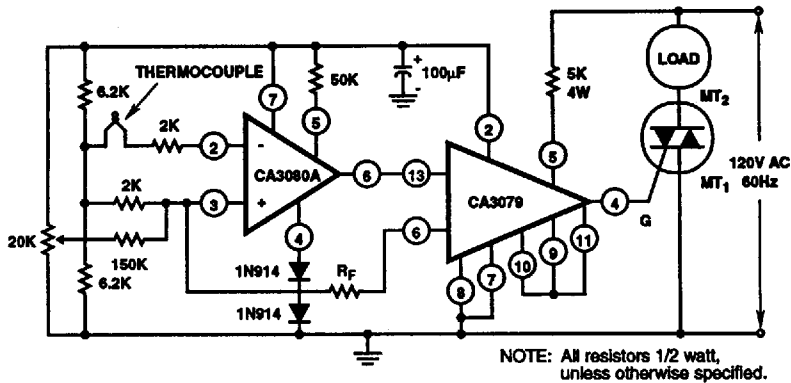 THERMOCOUPLE
6.2K
2K
2
7
50K
5
+
100µF
-
-
CA3080A
+
6
13
2K
3
4
20K
150K
6.2K
1N914
1N914
RF
6
2
CA3079
5K
4W
5
8
7
10
9
11
4
G
LOAD
MT2
MT1
120V AC
60Hz
NOTE: All resistors 1/2 watt,
unless otherwise specified.